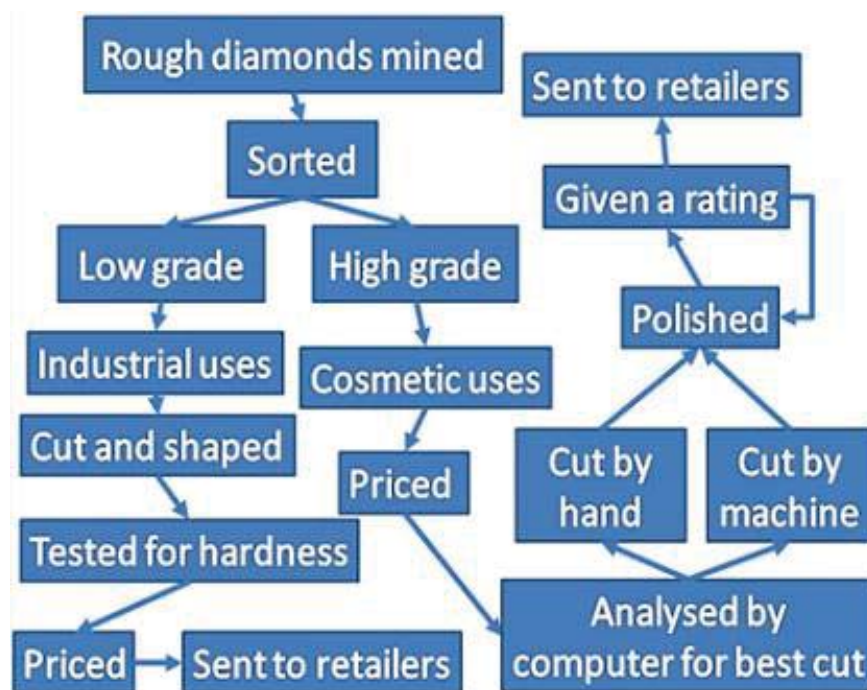 Rough diamonds mined
Sorted
Low grade
High grade
Industrial uses
Cosmetic uses
Cut and shaped
Priced
Tested for hardness
Priced
Sent to retailers
Analysed by
computer for best cut
Cut by
hand
Cut by
machine
Polished
Given a rating
Sent to retailers